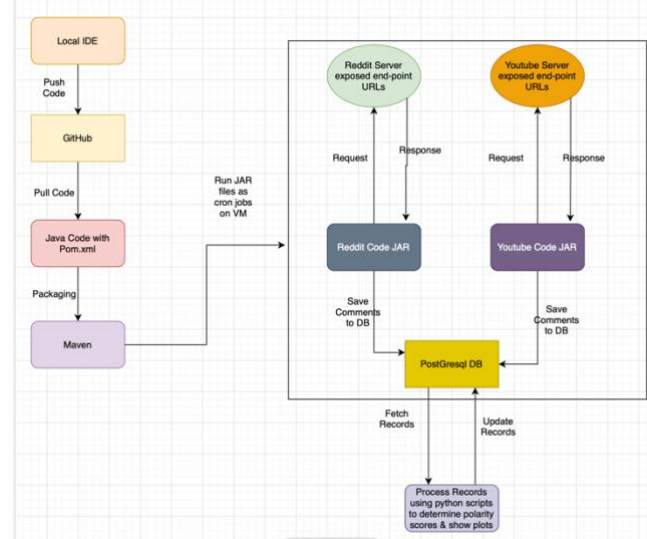 Local IDE
Push
Code
GitHub
Pull Code
Java Code with
Pom.xml
Packaging
Maven
Run JAR
files as
cron jobs
on VM
Reddit Server
exposed end-point
URLs
Youtube Server
exposed end-point
URLs
Request
Response
Request
Response
Reddit Code JAR
Youtube Code JAR
Save
Comments
to DB
Save
Comments
to DB
PostGresql DB
Fetch
Records
Update
Records
Process Records
using python scripts
to determine polarity
scores & show plots